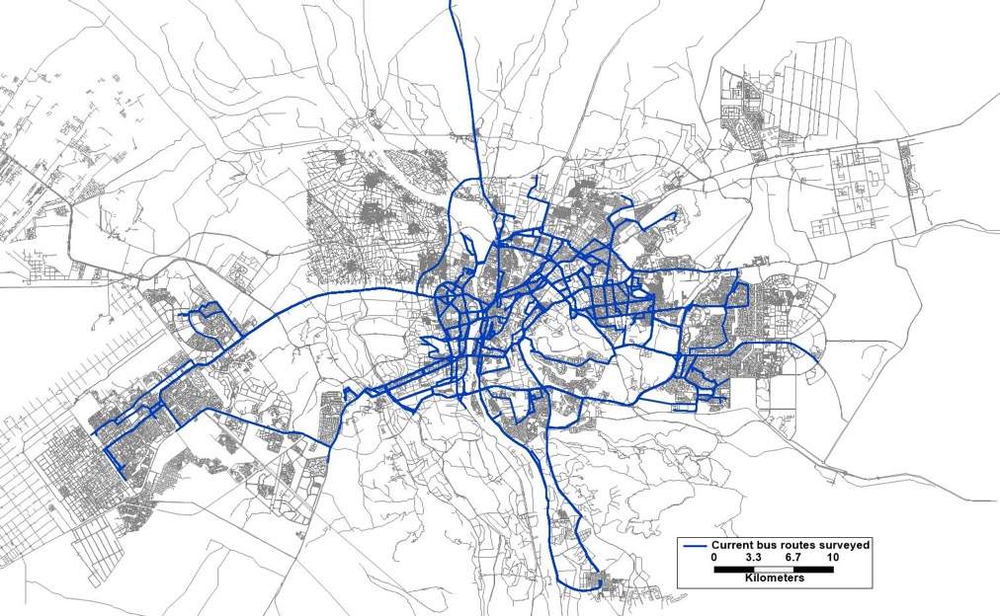 Current bus routes surveyed
0 3.3 6.7 10
Kilometers